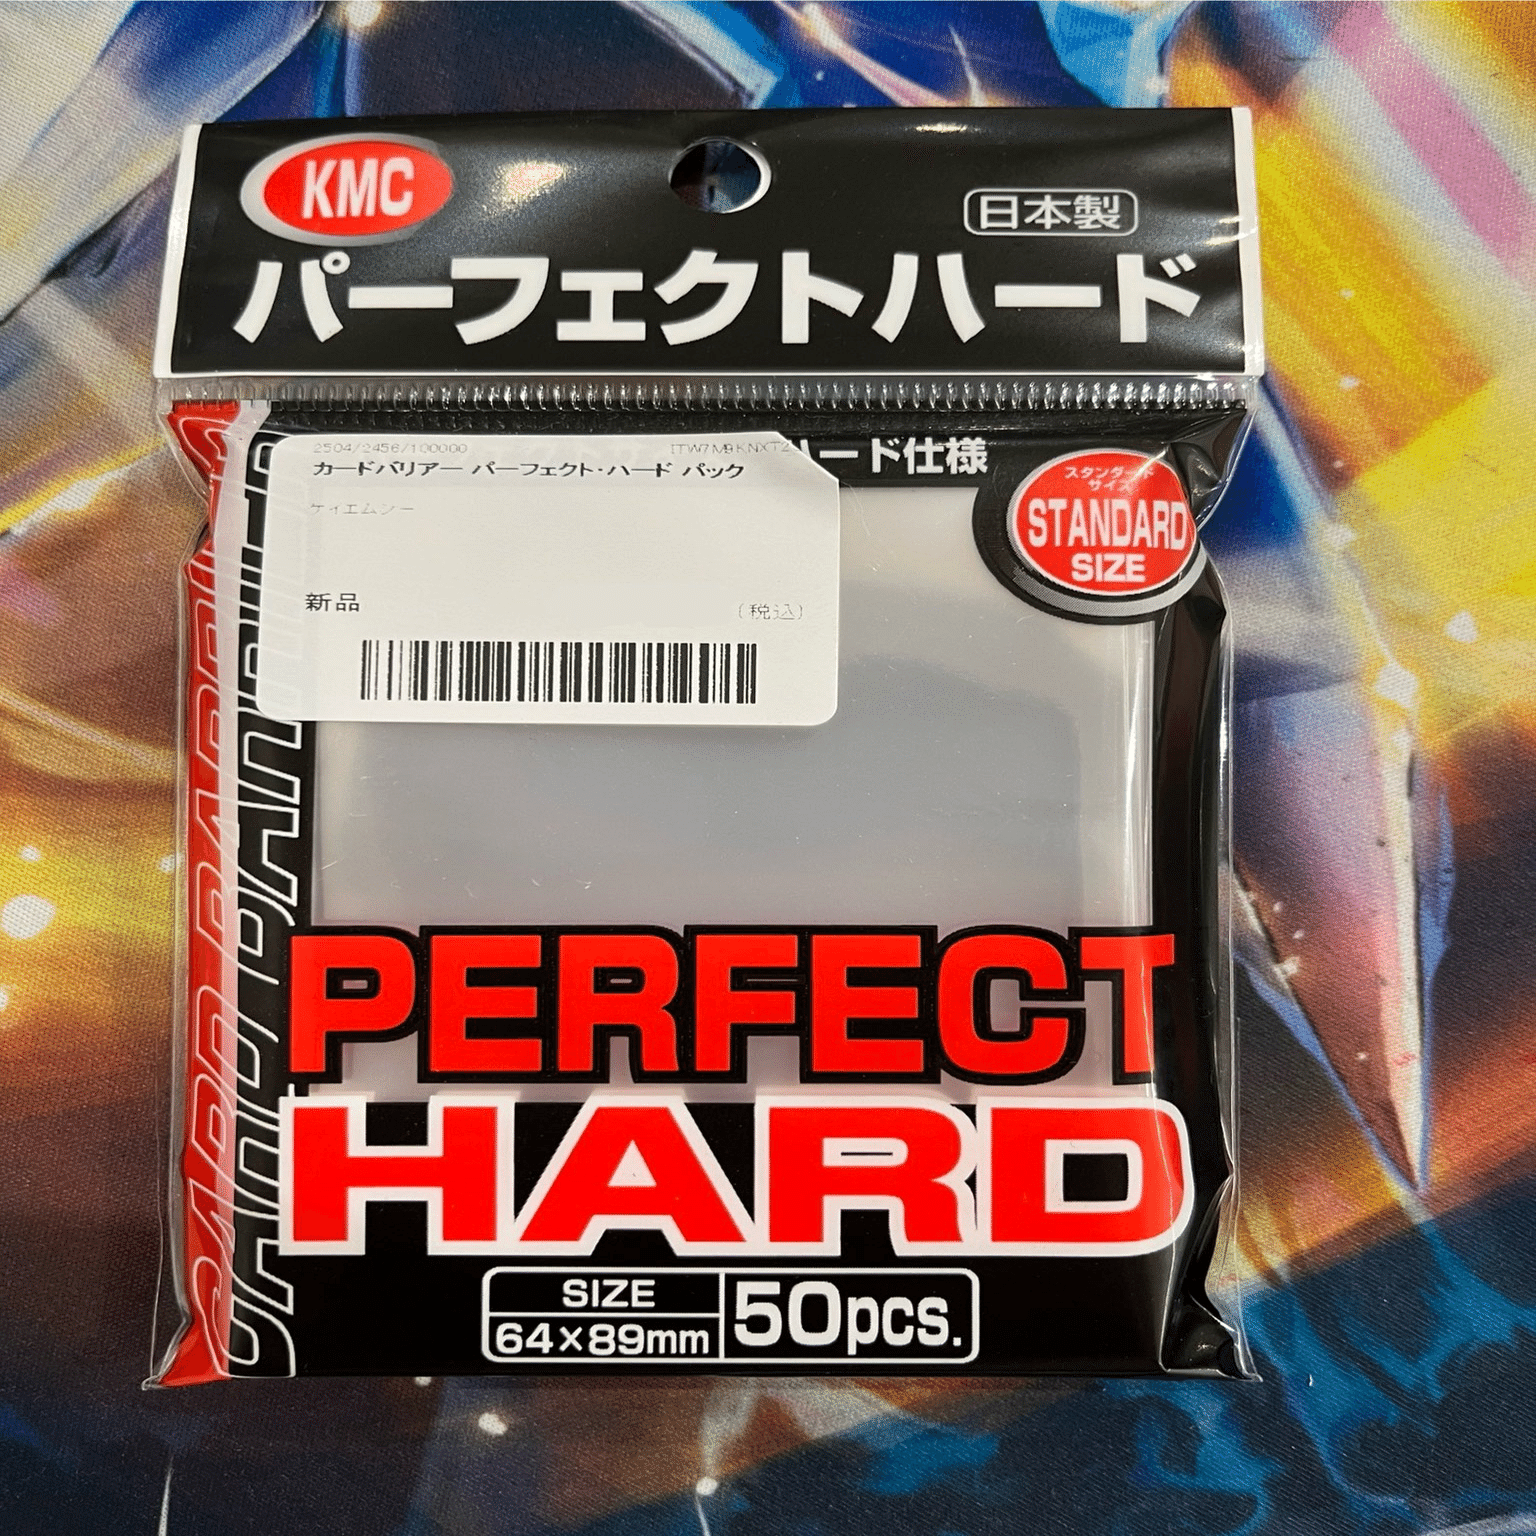 KMC
日本製
パーフェクトハード
2504/2456/100000
ハード仕様
カードバリアー パーフェクト・ハード パック
ケイエムシー
スタンダード
サイズ
STANDARD
SIZE
新品
(税込)
CARD BARRIER
PERFECT
HARD
SIZE
64×89mm
50pcs.